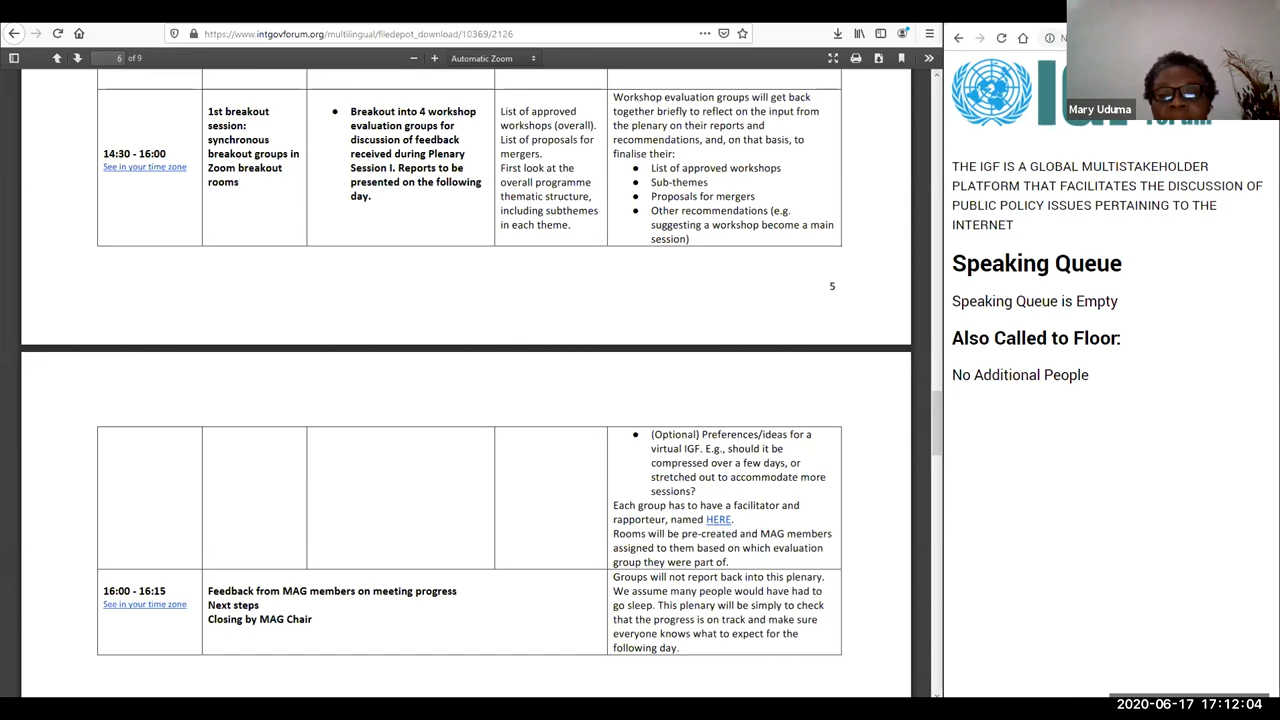 https://www.intgovforum.org/multilingual/filedepot_download/10369/2126
6 of 9
Automatic Zoom
14:30 - 16:00
See in your time zone
1st breakout
session:
synchronous
breakout groups in
Zoom breakout
rooms
● Breakout into 4 workshop
evaluation groups for
discussion of feedback
received during Plenary
Session I. Reports to be
presented on the following
day.
List of approved
workshops (overall).
List of proposals for
mergers.
First look at the
overall programme
thematic structure,
including subthemes
in each theme.
Workshop evaluation groups will get back
together briefly to reflect on the input from
the plenary on their reports and
recommendations, and, on that basis, to
finalise their:
● List of approved workshops
● Sub-themes
● Proposals for mergers
● Other recommendations (e.g.
suggesting a workshop become a main
session)
5
● (Optional) Preferences/ideas for a
virtual IGF. E.g., should it be
compressed over a few days, or
stretched out to accommodate more
sessions?
Each group has to have a facilitator and
rapporteur, named HERE.
Rooms will be pre-created and MAG members
assigned to them based on which evaluation
group they were part of.
16:00 - 16:15
See in your time zone
Feedback from MAG members on meeting progress
Next steps
Closing by MAG Chair
Groups will not report back into this plenary.
We assume many people would have had to
go sleep. This plenary will be simply to check
that the progress is on track and make sure
everyone knows what to expect for the
following day.
Mary Uduma
THE IGF IS A GLOBAL MULTISTAKEHOLDER
PLATFORM THAT FACILITATES THE DISCUSSION OF
PUBLIC POLICY ISSUES PERTAINING TO THE
INTERNET
Speaking Queue
Speaking Queue is Empty
Also Called to Floor:
No Additional People
2020-06-17 17:12:04